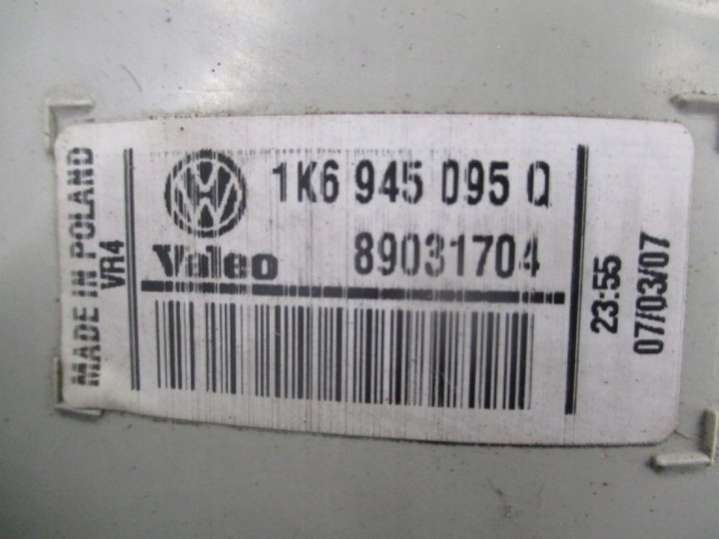 MADE IN POLAND
VR4
1K6 945 095 Q
Valeo 89031704
23:55
07/03/07